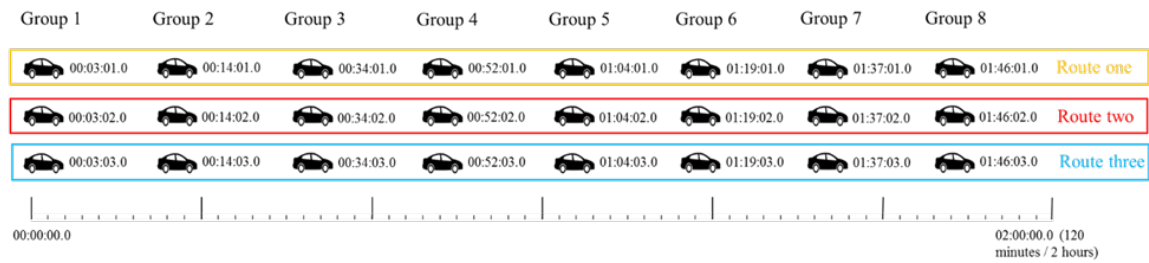 Group 1 Group 2 Group 3 Group 4 Group 5 Group 6 Group 7 Group 8
00:03:01.0 00:14:01.0 00:34:01.0 00:52:01.0 01:04:01.0 01:19:01.0 01:37:01.0 01:46:01.0 Route one
00:03:02.0 00:14:02.0 00:34:02.0 00:52:02.0 01:04:02.0 01:19:02.0 01:37:02.0 01:46:02.0 Route two
00:03:03.0 00:14:03.0 00:34:03.0 00:52:03.0 01:04:03.0 01:19:03.0 01:37:03.0 01:46:03.0 Route three
00:00:00.0 02:00:00.0 (120
minutes / 2 hours)